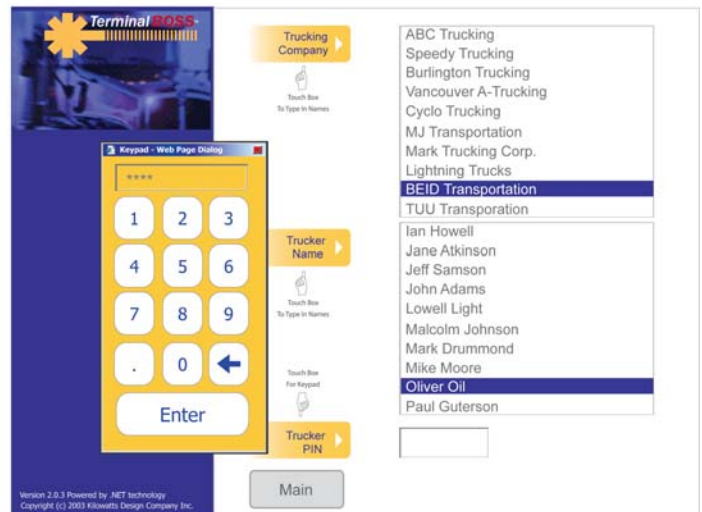 Terminal BOSS
Trucking
Company
Touch Box
To Type In Names
ABC Trucking
Speedy Trucking
Burlington Trucking
Vancouver A-Trucking
Cyclo Trucking
MJ Transportation
Mark Trucking Corp.
Lightning Trucks
BEID Transportation
TUU Transporation
Keypad - Web Page Dialog
****
1 2 3
4 5 6
7 8 9
. 0
Enter
Trucker
Name
Touch Box
To Type In Names
Ian Howell
Jane Atkinson
Jeff Samson
John Adams
Lowell Light
Malcolm Johnson
Mark Drummond
Mike Moore
Oliver Oil
Paul Guterson
Touch Box
For Keypad
Trucker
PIN
Main
Version 2.0.3 Powered by .NET technology
Copyright (c) 2003 Kilowatts Design Company Inc.